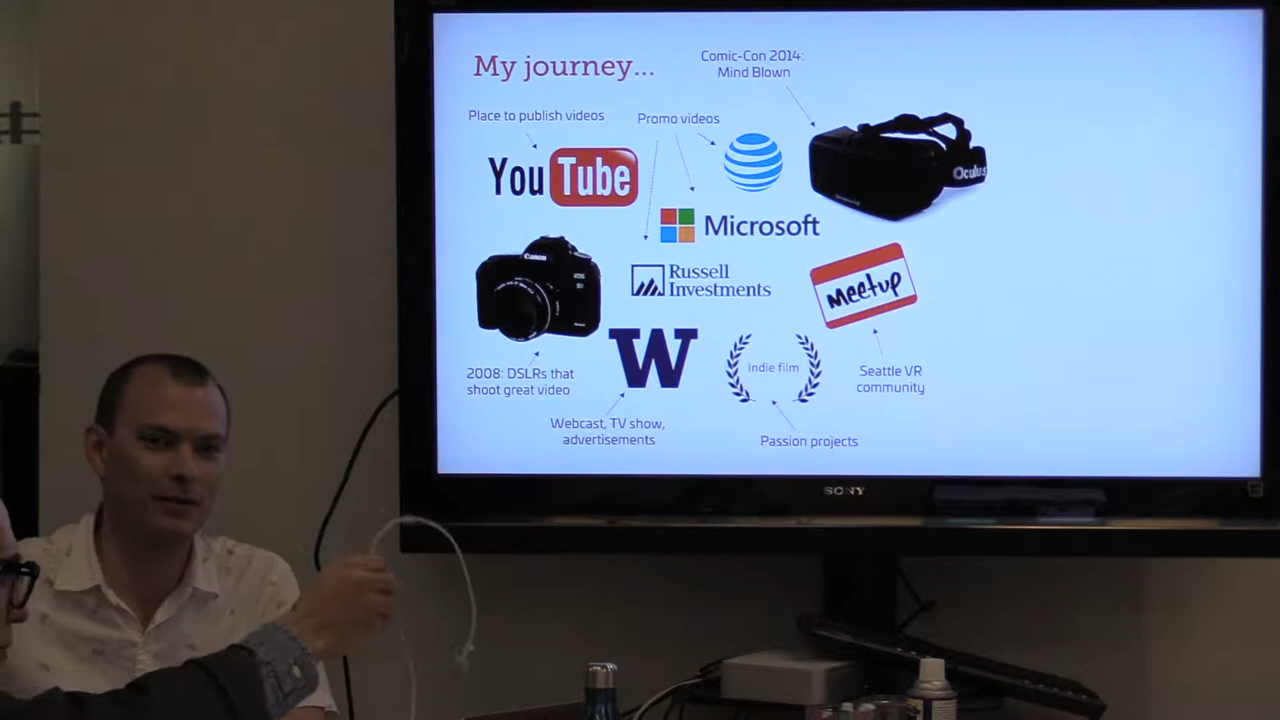 My journey...
Comic-Con 2014:
Mind Blown
Place to publish videos
Promo videos
YouTube
Oculus
Microsoft
Canon
Russell
Investments
meetup
W
Indie film
2008: DSLRs that
shoot great video
Seattle VR
community
Webcast, TV show,
advertisements
Passion projects
SONY